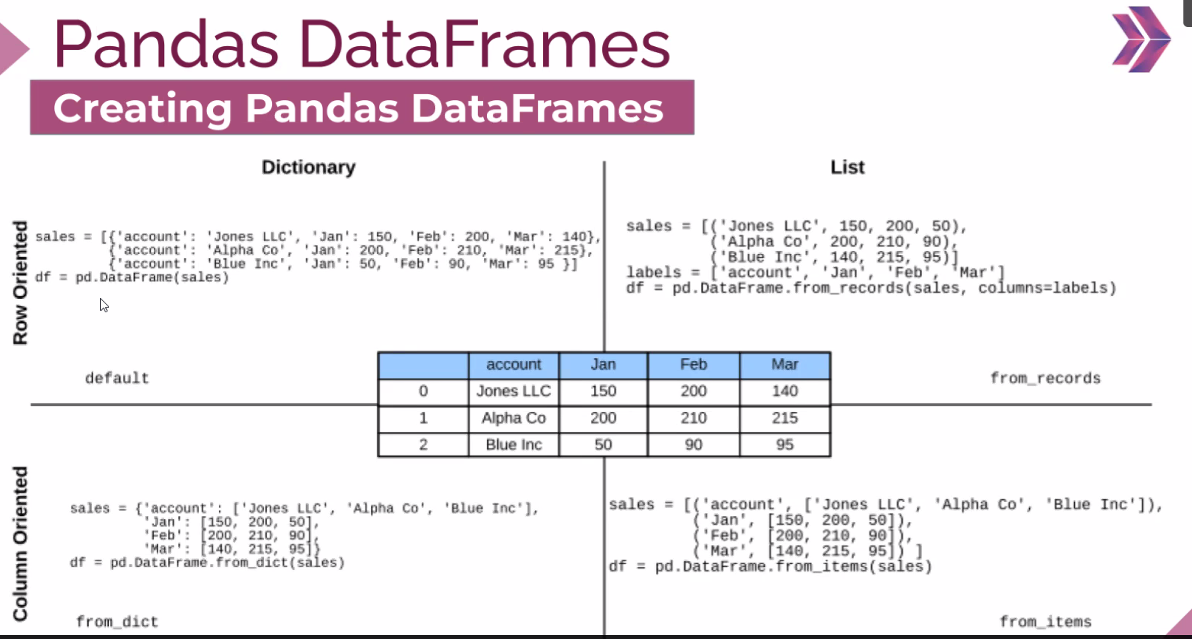 Pandas DataFrames
Creating Pandas DataFrames
Dictionary
List
Row Oriented
sales = [{'account': 'Jones LLC', 'Jan': 150, 'Feb': 200, 'Mar': 140},
{'account': 'Alpha Co', 'Jan': 200, 'Feb': 210, 'Mar': 215},
{'account': 'Blue Inc', 'Jan': 50, 'Feb': 90, 'Mar': 95 }]
df = pd.DataFrame(sales)
default
sales = [('Jones LLC', 150, 200, 50),
('Alpha Co', 200, 210, 90),
('Blue Inc', 140, 215, 95)]
labels = ['account', 'Jan', 'Feb', 'Mar']
df = pd.DataFrame.from_records(sales, columns=labels)
from_records
account Jan Feb Mar
0 Jones LLC 150 200 140
1 Alpha Co 200 210 215
2 Blue Inc 50 90 95
Column Oriented
sales = {'account': ['Jones LLC', 'Alpha Co', 'Blue Inc'],
'Jan': [150, 200, 50],
'Feb': [200, 210, 90],
'Mar': [140, 215, 95]}
df = pd.DataFrame.from_dict(sales)
from_dict
sales = [('account', ['Jones LLC', 'Alpha Co', 'Blue Inc']),
('Jan', [150, 200, 50]),
('Feb', [200, 210, 90]),
('Mar', [140, 215, 95]) ]
df = pd.DataFrame.from_items(sales)
from_items